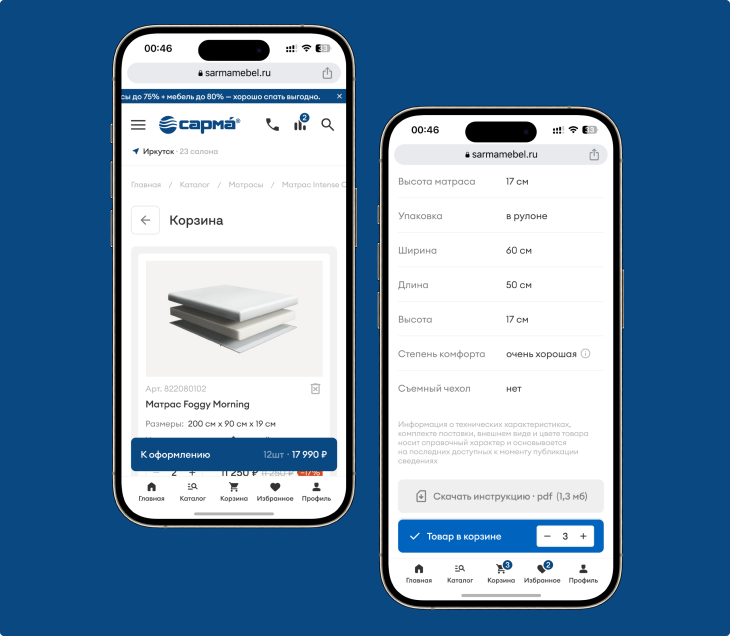 00:46
33
sarmamebel.ru
сы до 75% + мебель до 80% — хорошо спать выгодно.
сарма́®
2
Иркутск · 23 салона
Главная / Каталог / Матрасы / Матрас Intense
Корзина
Арт. 822080102
Матрас Foggy Morning
Размеры: 200 см x 90 см x 19 см
К оформлению 12шт · 17 990 ₽
− 2 + 11 250 ₽ 11 250 ₽ -17%
Главная Каталог Корзина Избранное Профиль
00:46
33
sarmamebel.ru
Высота матраса 17 см
Упаковка в рулоне
Ширина 60 см
Длина 50 см
Высота 17 см
Степень комфорта очень хорошая
Съемный чехол нет
Информация о технических характеристиках,
комплекте поставки, внешнем виде и цвете товара
носит справочный характер и основывается
на последних доступных к моменту публикации
сведениях
Скачать инструкцию · pdf (1,3 мб)
Товар в корзине − 3 +
3 2
Главная Каталог Корзина Избранное Профиль